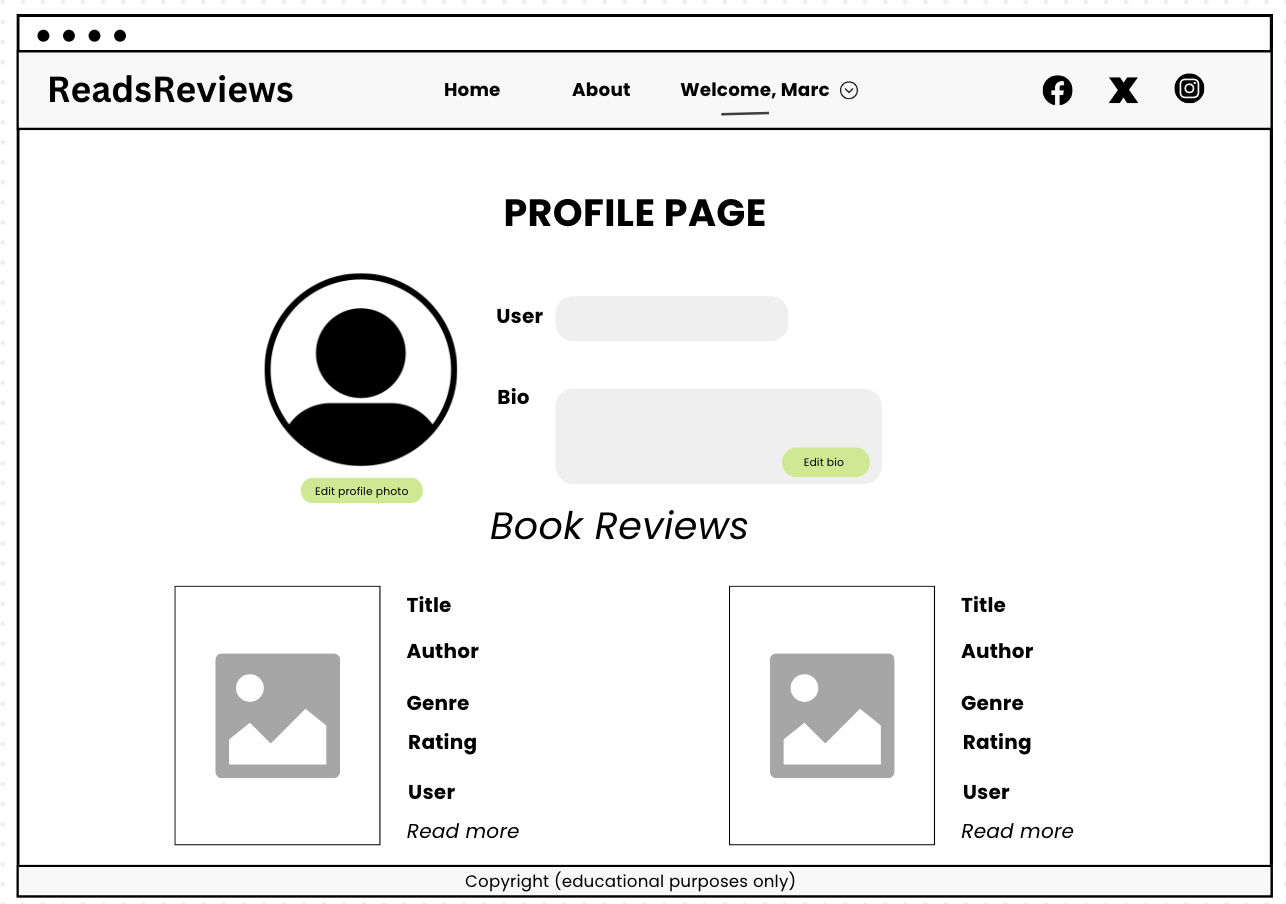 ReadsReviews
Home
About
Welcome, Marc
PROFILE PAGE
User
Bio
Edit bio
Edit profile photo
Book Reviews
Title
Author
Genre
Rating
User
Read more
Title
Author
Genre
Rating
User
Read more
Copyright (educational purposes only)